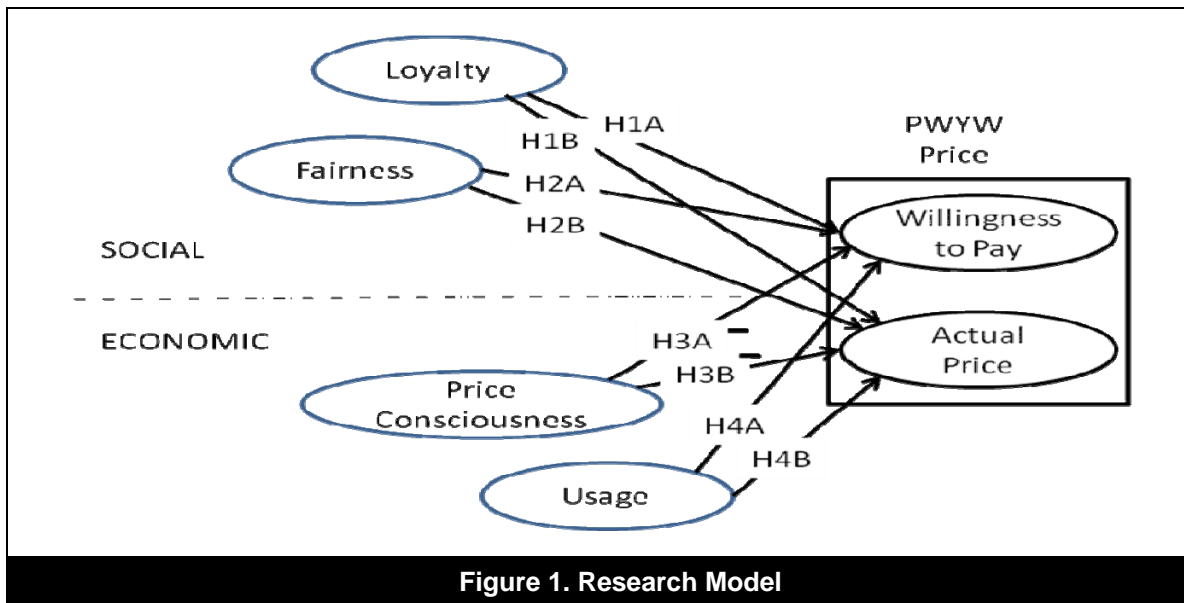 Loyalty
Fairness
H1A
H1B
H2A
H2B
PWYW
Price
Willingness
to Pay
SOCIAL
ECONOMIC
H3A –
H3B –
Actual
Price
Price
Consciousness
H4A
H4B
Usage
Figure 1. Research Model